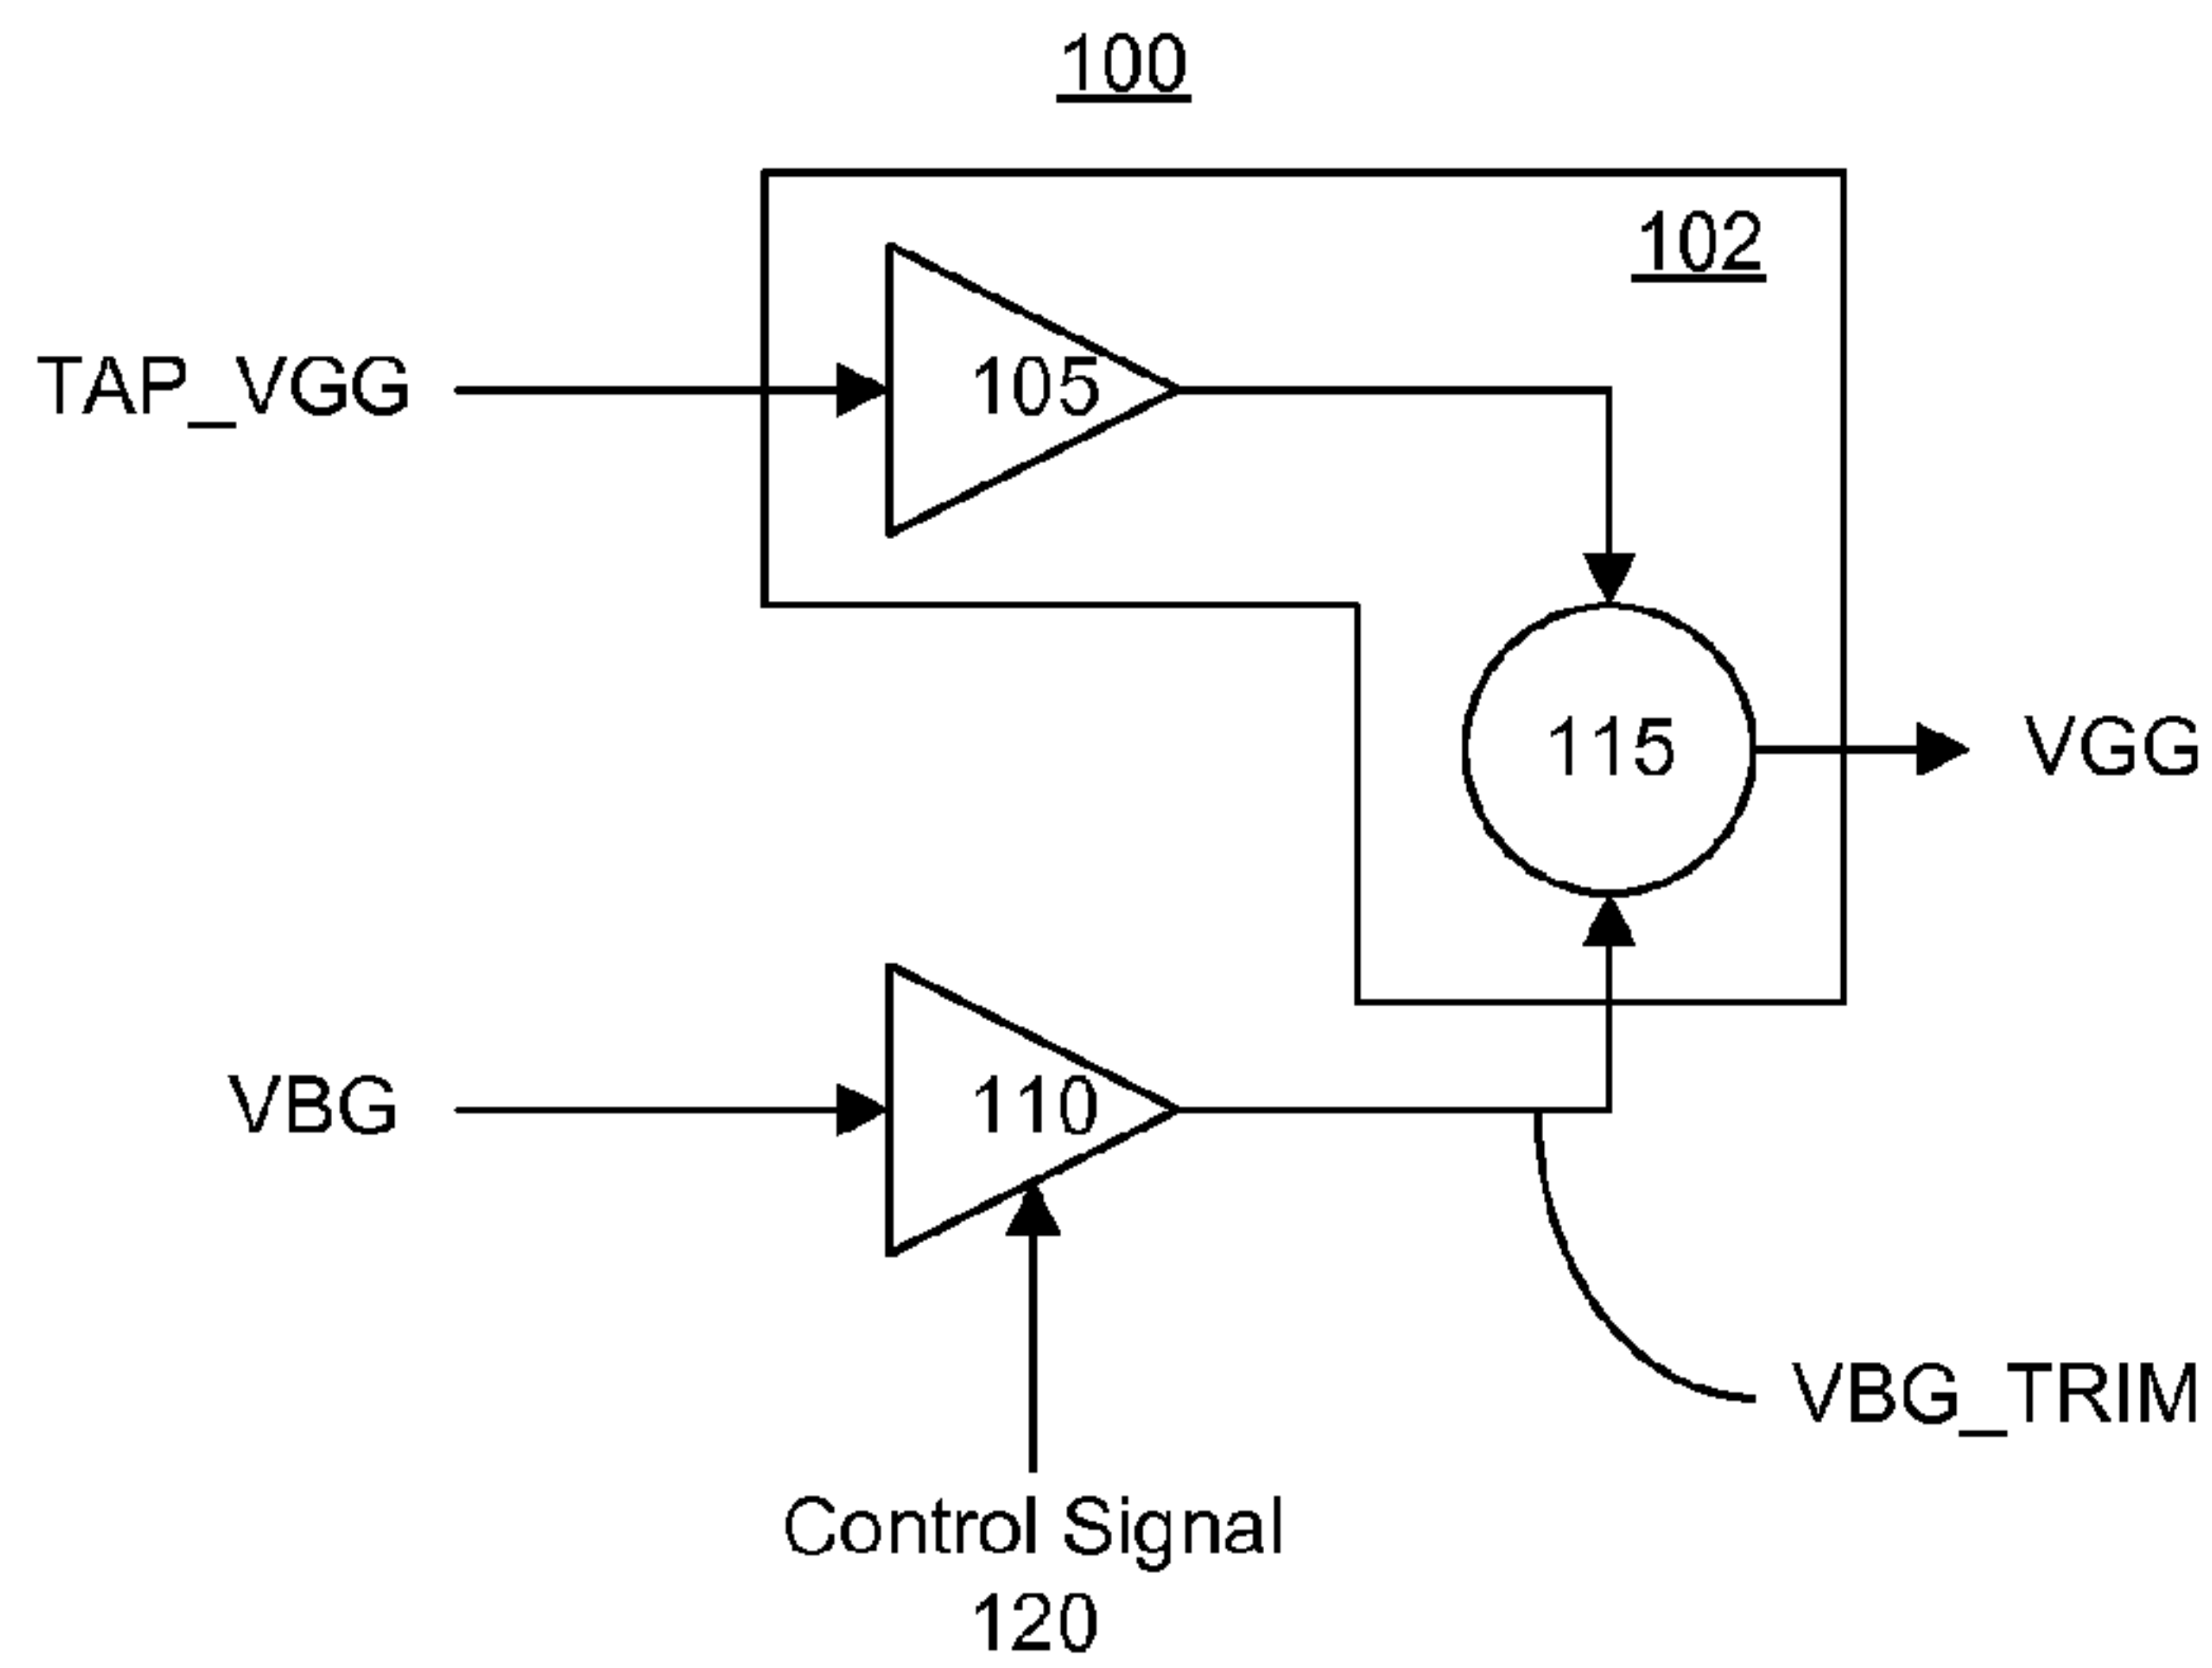 100
102
TAP_VGG
105
115
VGG
VBG
110
VBG_TRIM
Control Signal
120